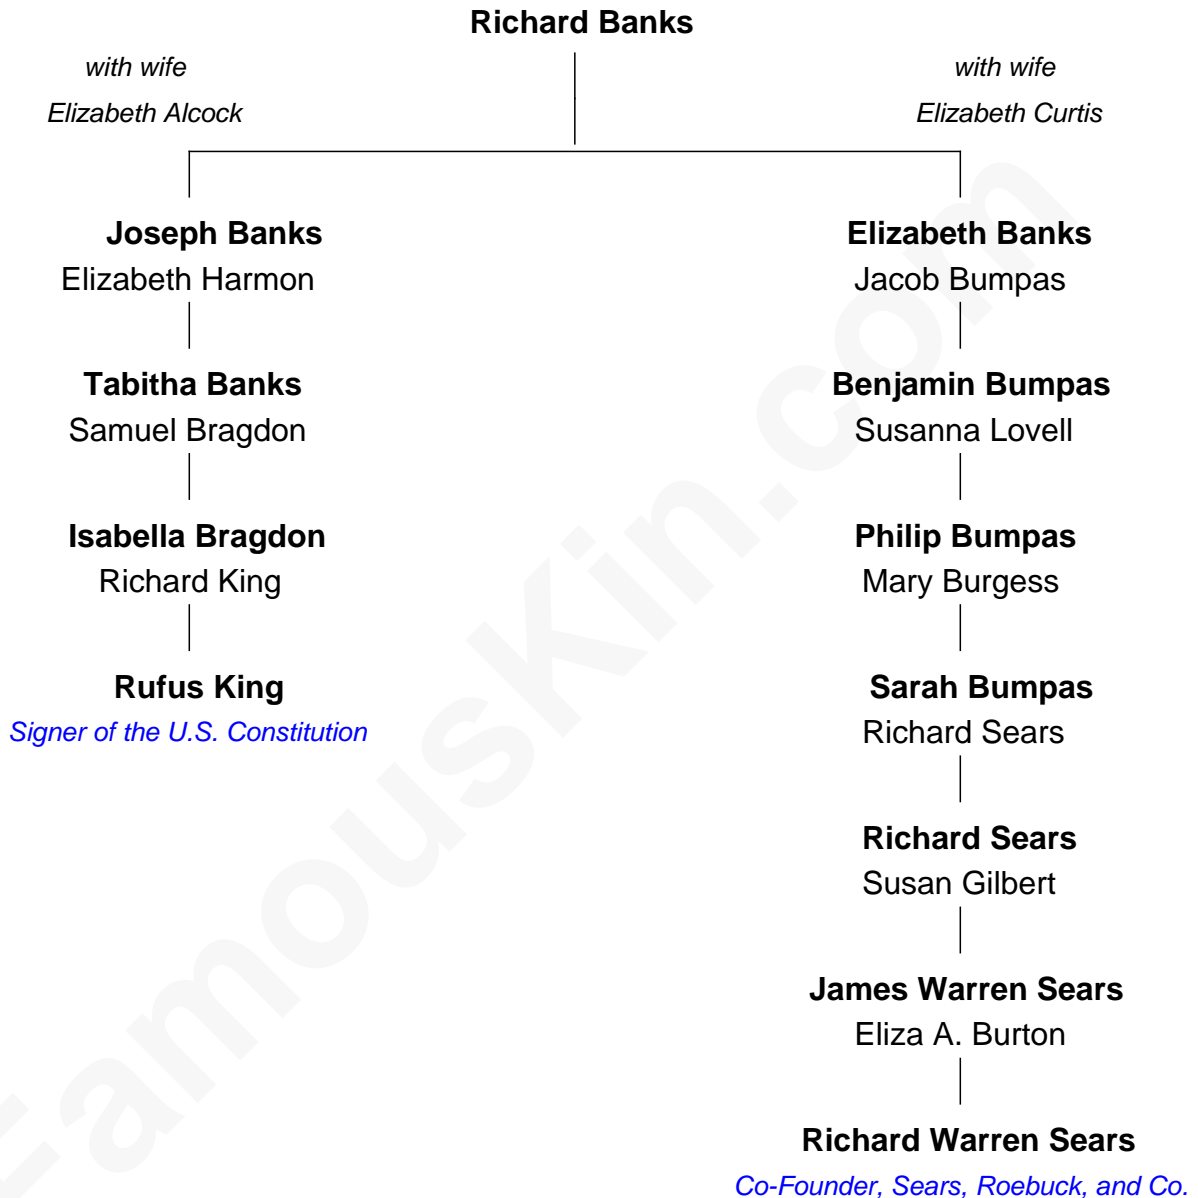 Richard Banks
with wife
Elizabeth Alcock
with wife
Elizabeth Curtis
Joseph Banks
Elizabeth Harmon
Tabitha Banks
Samuel Bragdon
Isabella Bragdon
Richard King
Rufus King
Signer of the U.S. Constitution
Elizabeth Banks
Jacob Bumpas
Benjamin Bumpas
Susanna Lovell
Philip Bumpas
Mary Burgess
Sarah Bumpas
Richard Sears
Richard Sears
Susan Gilbert
James Warren Sears
Eliza A. Burton
Richard Warren Sears
Co-Founder, Sears, Roebuck, and Co.
FamousKin.com